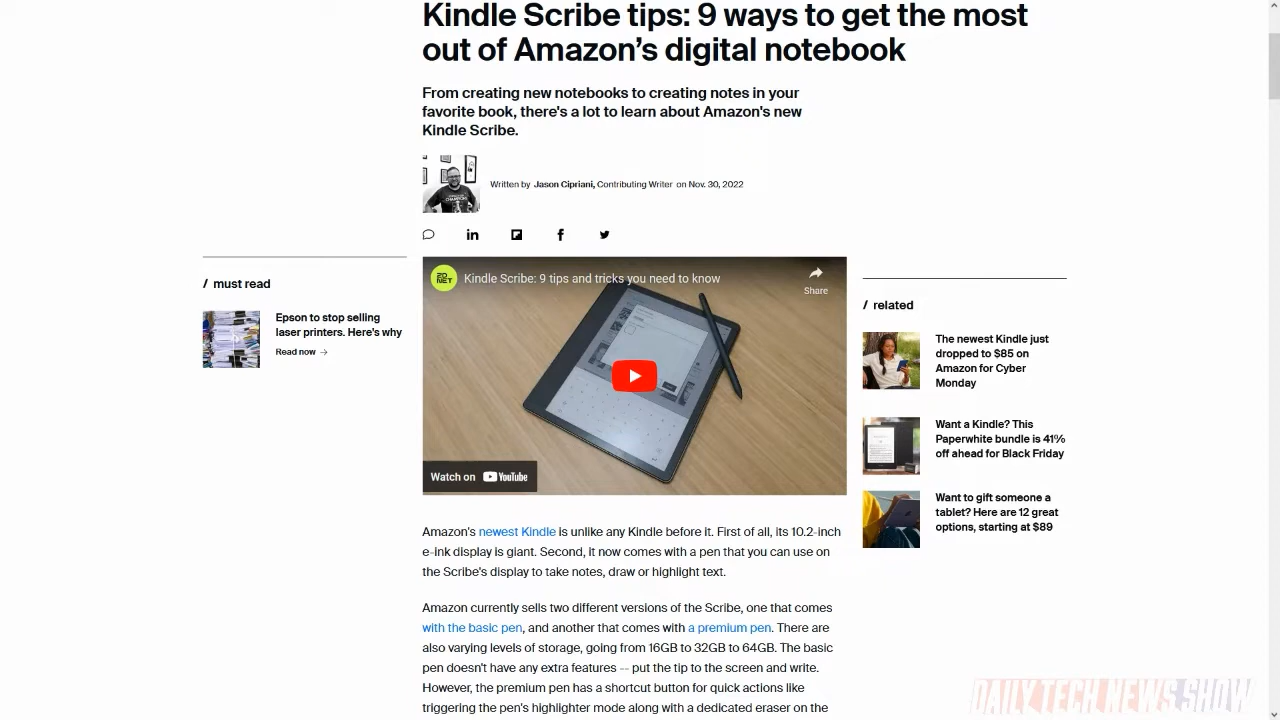 Kindle Scribe tips: 9 ways to get the most
out of Amazon’s digital notebook
From creating new notebooks to creating notes in your
favorite book, there's a lot to learn about Amazon's new
Kindle Scribe.
Written by Jason Cipriani, Contributing Writer on Nov. 30, 2022
/ must read
Epson to stop selling
laser printers. Here's why
Read now →
ZD
NET
Kindle Scribe: 9 tips and tricks you need to know
Share
Watch on YouTube
/ related
The newest Kindle just
dropped to $85 on
Amazon for Cyber
Monday
Want a Kindle? This
Paperwhite bundle is 41%
off ahead for Black Friday
Want to gift someone a
tablet? Here are 12 great
options, starting at $89
Amazon's newest Kindle is unlike any Kindle before it. First of all, its 10.2-inch
e-ink display is giant. Second, it now comes with a pen that you can use on
the Scribe's display to take notes, draw or highlight text.
Amazon currently sells two different versions of the Scribe, one that comes
with the basic pen, and another that comes with a premium pen. There are
also varying levels of storage, going from 16GB to 32GB to 64GB. The basic
pen doesn't have any extra features -- put the tip to the screen and write.
However, the premium pen has a shortcut button for quick actions like
triggering the pen's highlighter mode along with a dedicated eraser on the
DAILY TECH NEWS SHOW